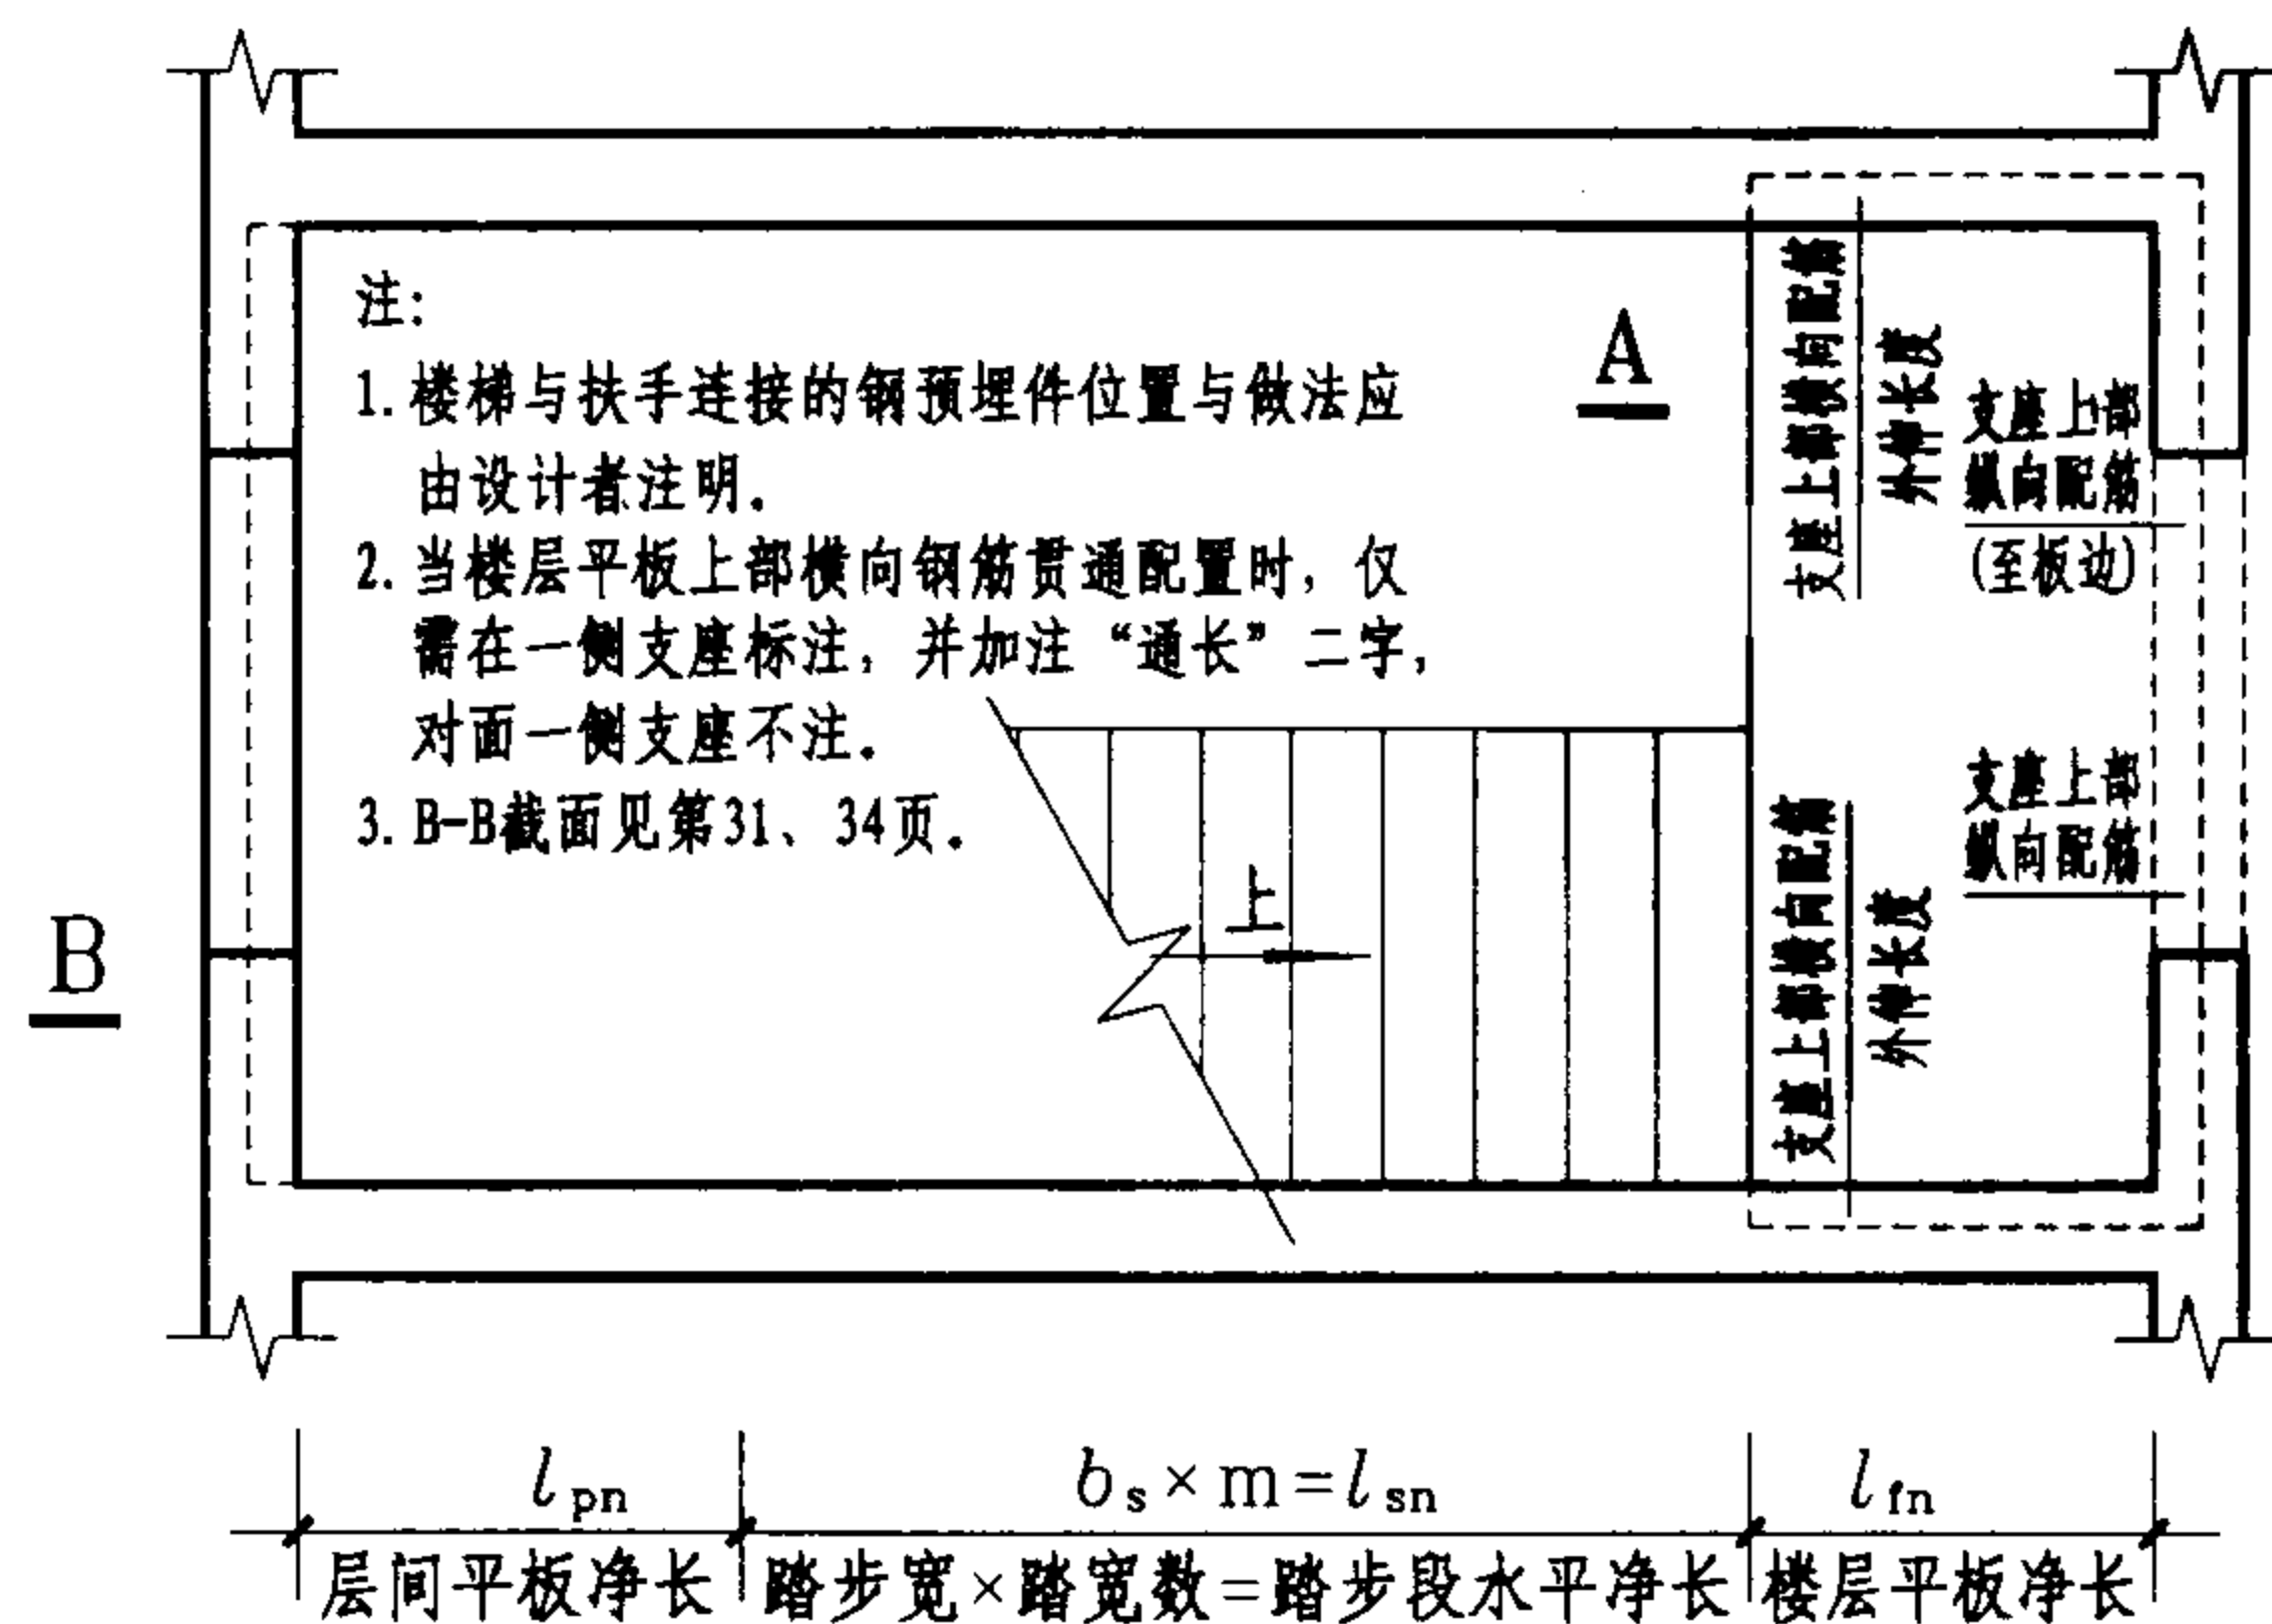 注:
1. 楼梯与扶手连接的钢预埋件位置与做法应
由设计者注明。
2. 当楼层平板上部横向钢筋贯通配置时, 仅
需在一侧支座标注, 并加注 “通长” 二字,
对面一侧支座不注。
3. B-B截面见第31、34页。
A
支座上部横向配筋
外伸长度
支座上部
纵向配筋
(至板边)
支座上部横向配筋
外伸长度
支座上部
纵向配筋
上
B
lpn
bs × m = lsn
lfn
层间平板净长
踏步宽×踏宽数=踏步段水平净长
楼层平板净长